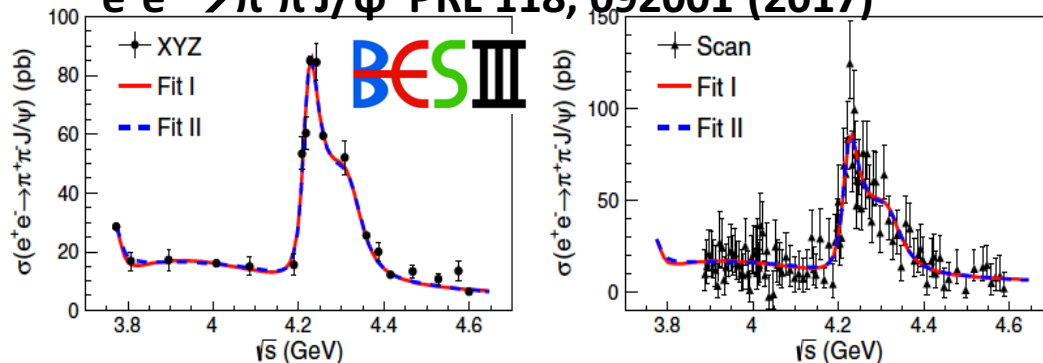 e⁺e⁻→π⁺π⁻J/ψ PRL 118, 092001 (2017)
σ(e⁺e⁻→π⁺π⁻J/ψ) (pb)
100
80
60
40
20
0
XYZ
Fit I
Fit II
BESIII
3.8
4
4.2
4.4
4.6
√s (GeV)
σ(e⁺e⁻→π⁺π⁻J/ψ) (pb)
150
100
50
0
Scan
Fit I
Fit II
3.8
4
4.2
4.4
4.6
√s (GeV)